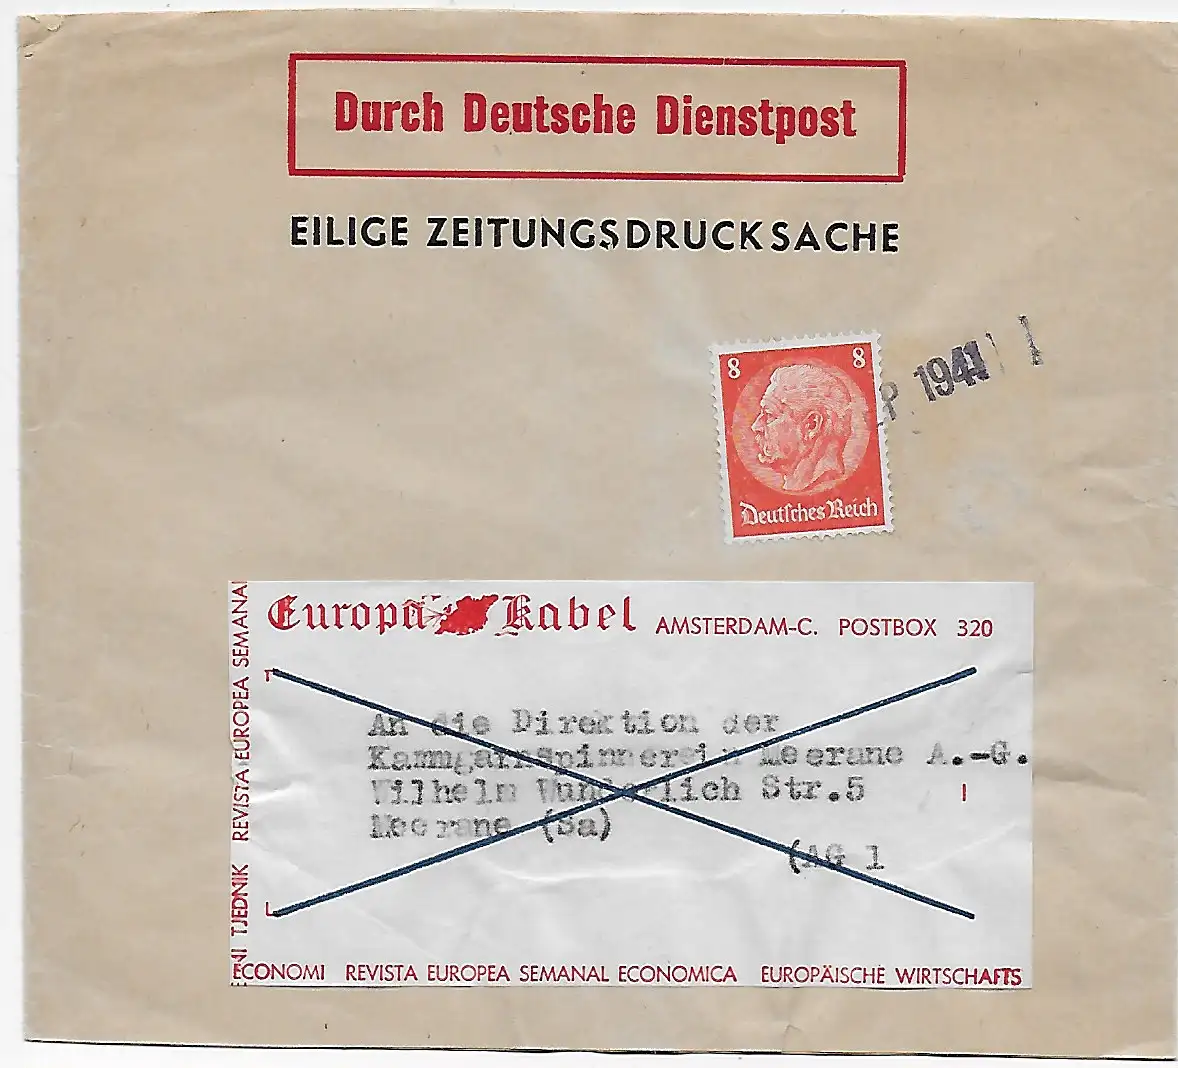 Durch Deutsche Dienstpost
EILIGE ZEITUNGSDRUCKSACHE
8 8
Deutsches Reich
P 1941
Europa Kabel AMSTERDAM-C. POSTBOX 320
An die Direktion der
Kammgarnspinnerei Meerane A.-G.
Wilhelm Wunderlich Str.5
Meerane (Sa)
(AG 1
TJEDNIK REVISTA EUROPEA SEMANAL
ECONOMI REVISTA EUROPEA SEMANAL ECONOMICA EUROPÄISCHE WIRTSCHAFTS